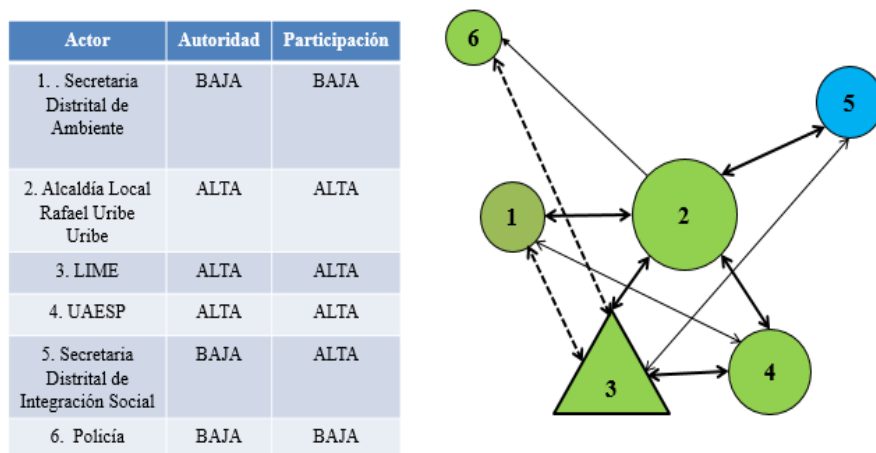 Actor Autoridad Participación
1. . Secretaria BAJA BAJA
Distrital de
Ambiente
2. Alcaldía Local ALTA ALTA
Rafael Uribe
Uribe
3. LIME ALTA ALTA
4. UAESP ALTA ALTA
5. Secretaria BAJA ALTA
Distrital de
Integración Social
6. Policía BAJA BAJA
6
5
1
2
3
4